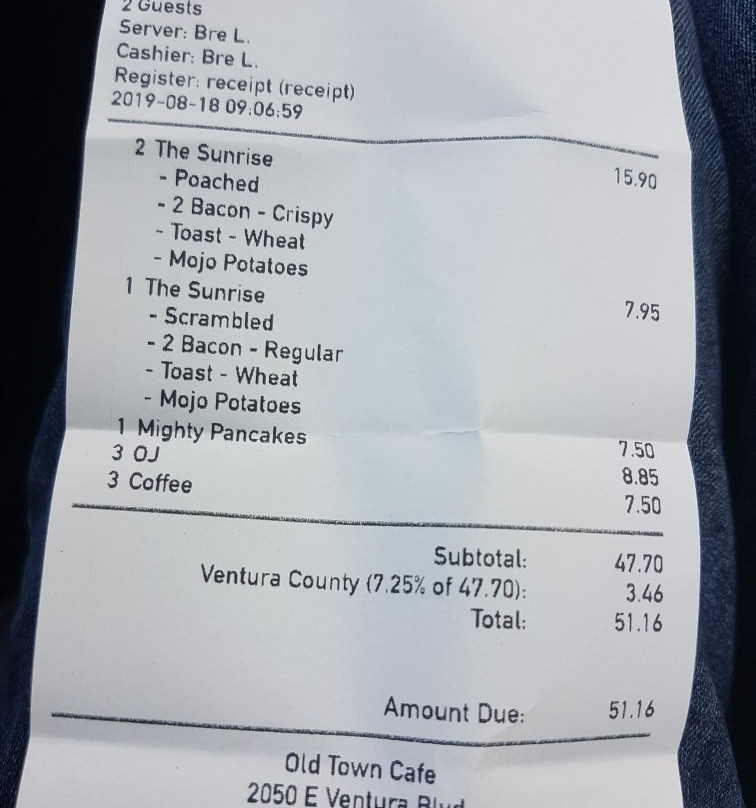 2 Guests
Server: Bre L.
Cashier: Bre L.
Register: receipt (receipt)
2019-08-18 09:06:59
2 The Sunrise 15.90
- Poached
- 2 Bacon - Crispy
- Toast - Wheat
- Mojo Potatoes
1 The Sunrise 7.95
- Scrambled
- 2 Bacon - Regular
- Toast - Wheat
- Mojo Potatoes
1 Mighty Pancakes 7.50
3 OJ 8.85
3 Coffee 7.50
Subtotal: 47.70
Ventura County (7.25% of 47.70): 3.46
Total: 51.16
Amount Due: 51.16
Old Town Cafe
2050 E Ventura Blvd